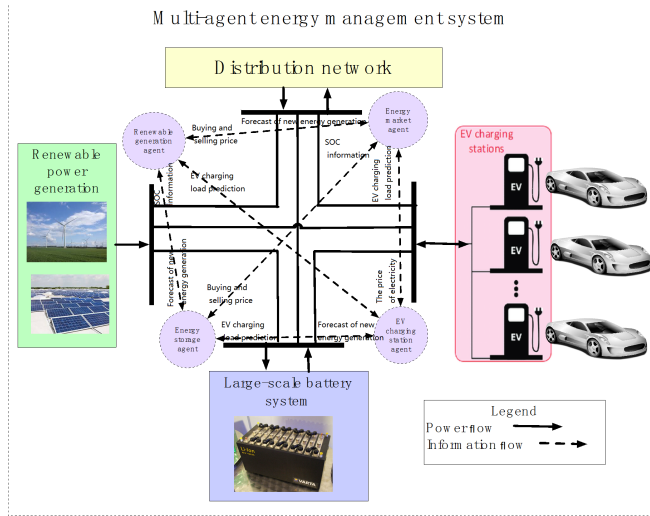 Multi-agent energy management system
Distribution network
Forecast of new energy generation
Energy
market
agent
Renewable
generation
agent
Buying and
selling price
SOC
information
EV charging
stations
Renewable
power
generation
SOC
information
EV charging
load prediction
EV charging
load prediction
EV
EV
EV
Forecast of new
energy generation
Buying and
selling price
The price
of electricity
Energy
storage
agent
EV charging
load prediction
Forecast of new
energy generation
EV
charging
station agent
Large-scale battery
system
VARTA
Legend
Power flow
Information flow